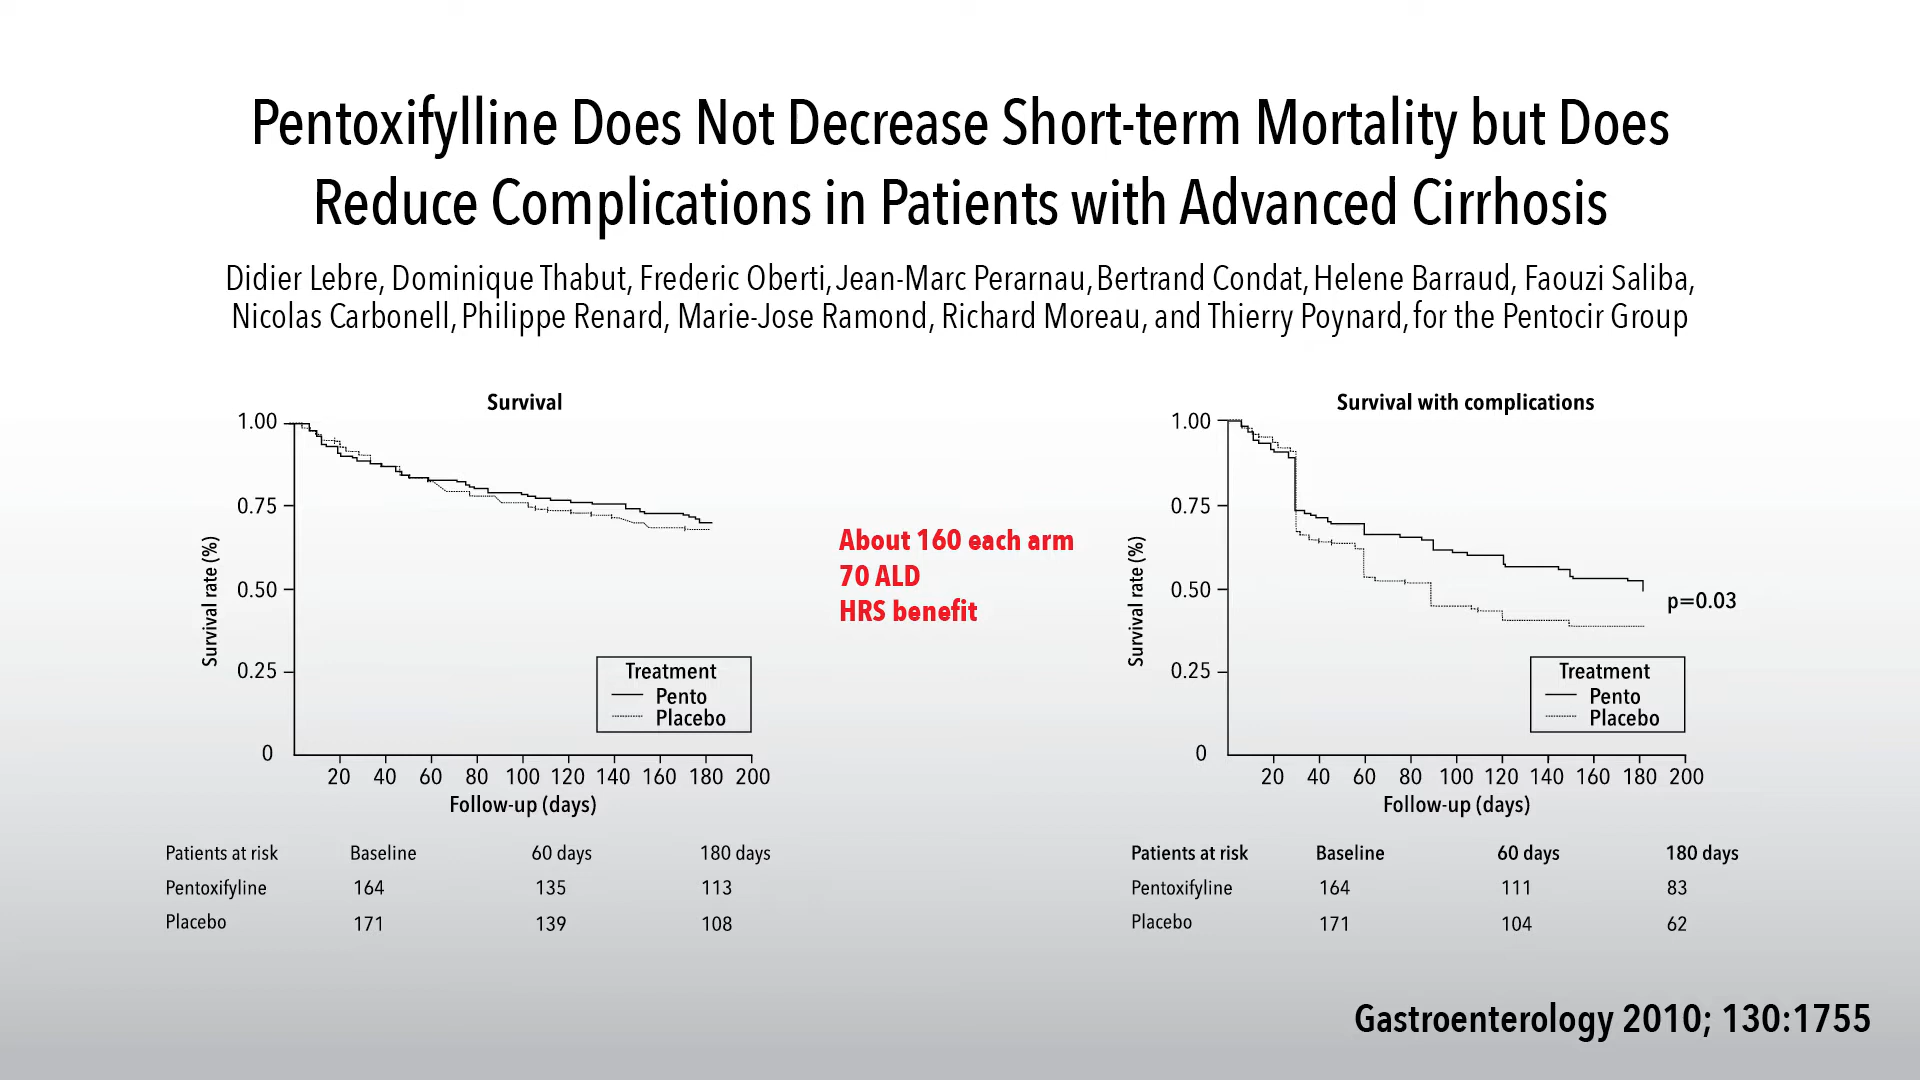 Pentoxifylline Does Not Decrease Short-term Mortality but Does
Reduce Complications in Patients with Advanced Cirrhosis
Didier Lebre, Dominique Thabut, Frederic Oberti, Jean-Marc Perarnau, Bertrand Condat, Helene Barraud, Faouzi Saliba,
Nicolas Carbonell, Philippe Renard, Marie-Jose Ramond, Richard Moreau, and Thierry Poynard, for the Pentocir Group
Survival
1.00
0.75
0.50
0.25
0
Survival rate (%)
Treatment
Pento
Placebo
20 40 60 80 100 120 140 160 180 200
Follow-up (days)
Patients at risk Baseline 60 days 180 days
Pentoxifyline 164 135 113
Placebo 171 139 108
About 160 each arm
70 ALD
HRS benefit
Survival with complications
1.00
0.75
0.50
0.25
0
Survival rate (%)
p=0.03
Treatment
Pento
Placebo
20 40 60 80 100 120 140 160 180 200
Follow-up (days)
Patients at risk Baseline 60 days 180 days
Pentoxifyline 164 111 83
Placebo 171 104 62
Gastroenterology 2010; 130:1755